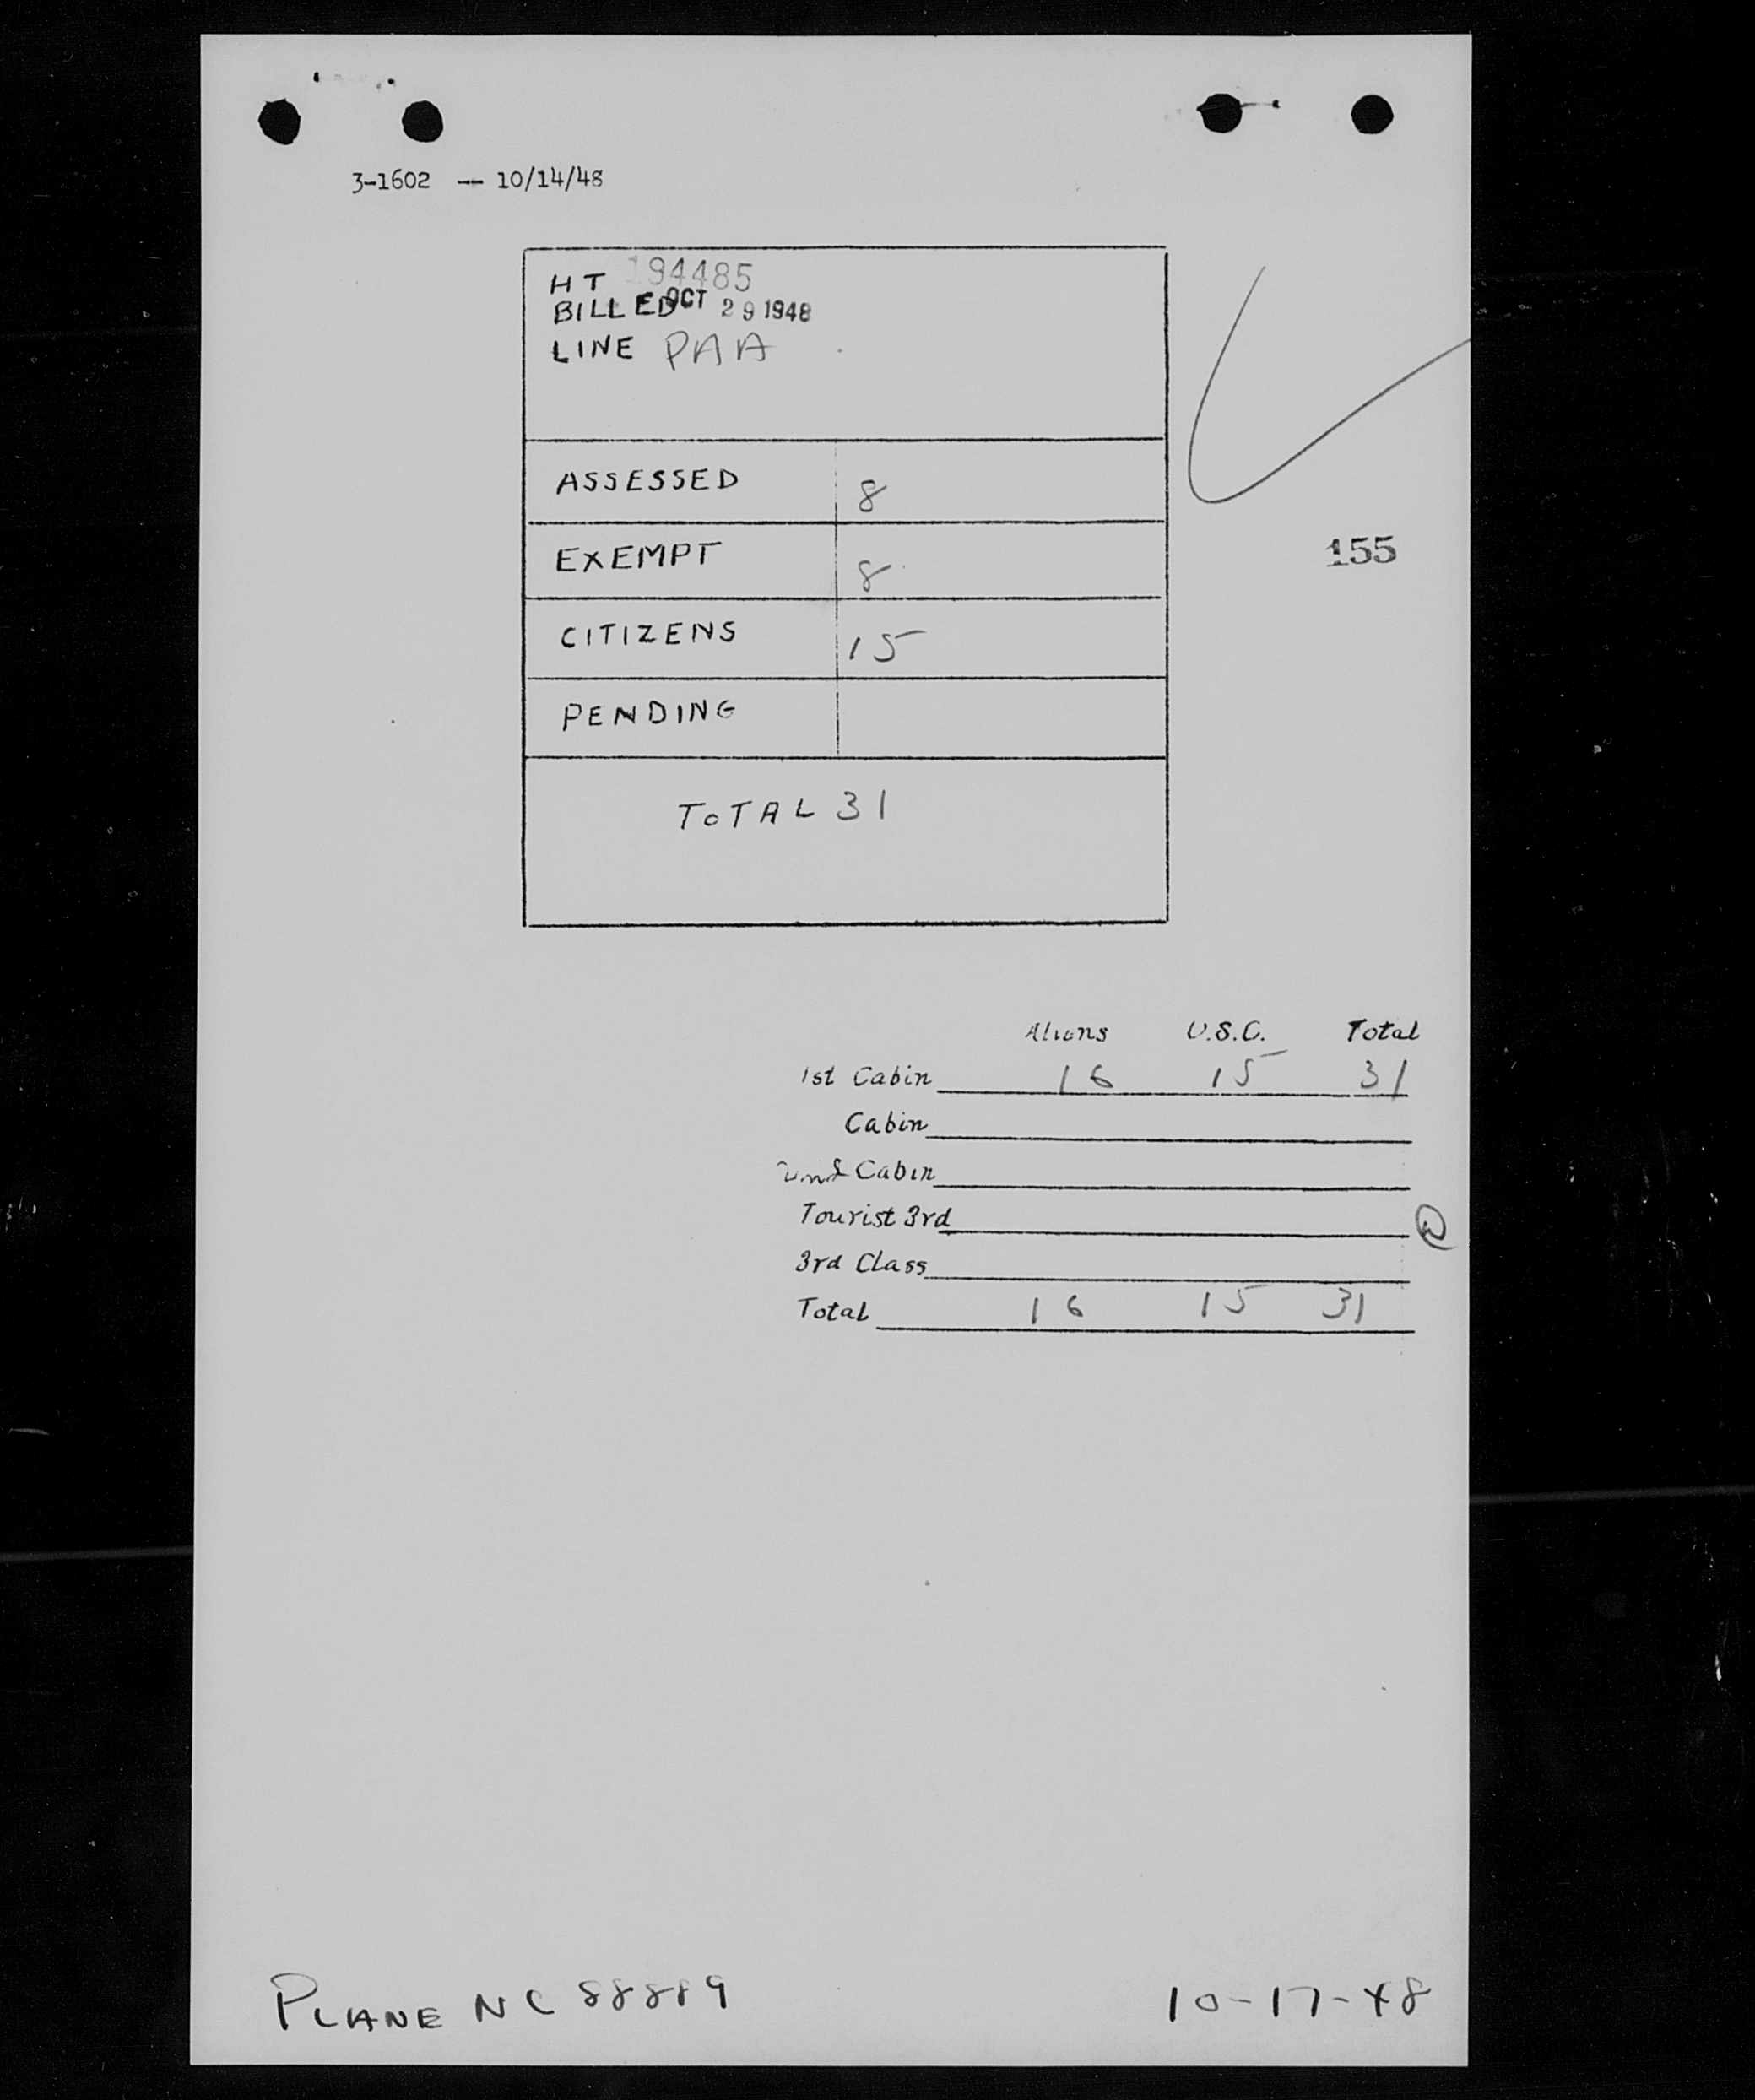 3-1602 -- 10/14/48
HT 194485
BILLED OCT 29 1948
LINE PAA
ASSESSED 8
EXEMPT 8
155
CITIZENS 15
PENDING
TOTAL 31
Aliens U.S.C. Total
1st Cabin 16 15 31
Cabin
2nd Cabin
Tourist 3rd
3rd Class
Total 16 15 31
PLANE NC 88889 10-17-48